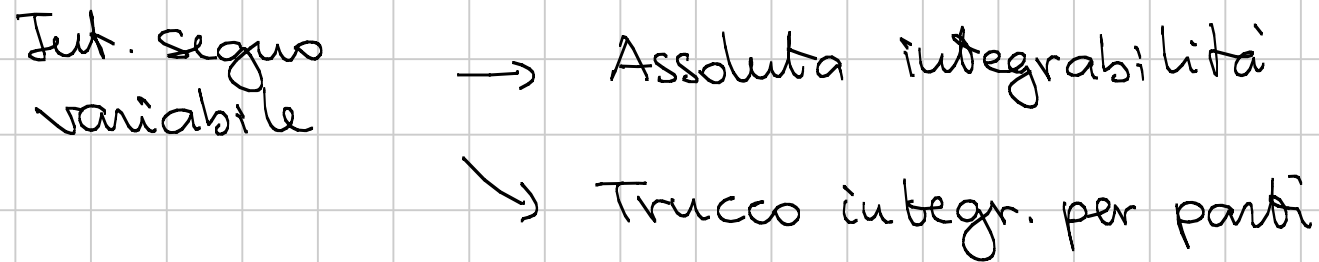 Int. segno
variabile
→ Assoluta integrabilità
↘ Trucco integr. per parti